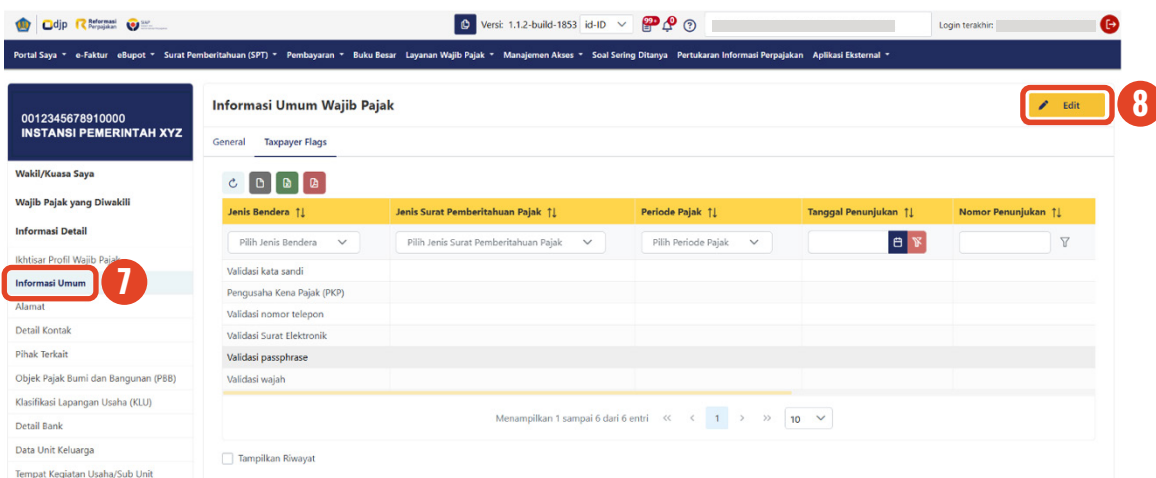 djp Reformasi Perpajakan
Versi: 1.1.2-build-1853 id-ID 99+ 0 Login terakhir:
Portal Saya e-Faktur eBupot Surat Pemberitahuan (SPT) Pembayaran Buku Besar Layanan Wajib Pajak Manajemen Akses Soal Sering Ditanya Pertukaran Informasi Perpajakan Aplikasi Eksternal
0012345678910000
INSTANSI PEMERINTAH XYZ
Wakil/Kuasa Saya
Wajib Pajak yang Diwakili
Informasi Detail
Ikhtisar Profil Wajib Pajak
Informasi Umum
7
Alamat
Detail Kontak
Pihak Terkait
Objek Pajak Bumi dan Bangunan (PBB)
Klasifikasi Lapangan Usaha (KLU)
Detail Bank
Data Unit Keluarga
Tempat Kegiatan Usaha/Sub Unit
Informasi Umum Wajib Pajak
Edit
8
General Taxpayer Flags
Jenis Bendera Jenis Surat Pemberitahuan Pajak Periode Pajak Tanggal Penunjukan Nomor Penunjukan
Pilih Jenis Bendera Pilih Jenis Surat Pemberitahuan Pajak Pilih Periode Pajak
Validasi kata sandi
Pengusaha Kena Pajak (PKP)
Validasi nomor telepon
Validasi Surat Elektronik
Validasi passphrase
Validasi wajah
Menampilkan 1 sampai 6 dari 6 entri << < 1 > >> 10
Tampilkan Riwayat